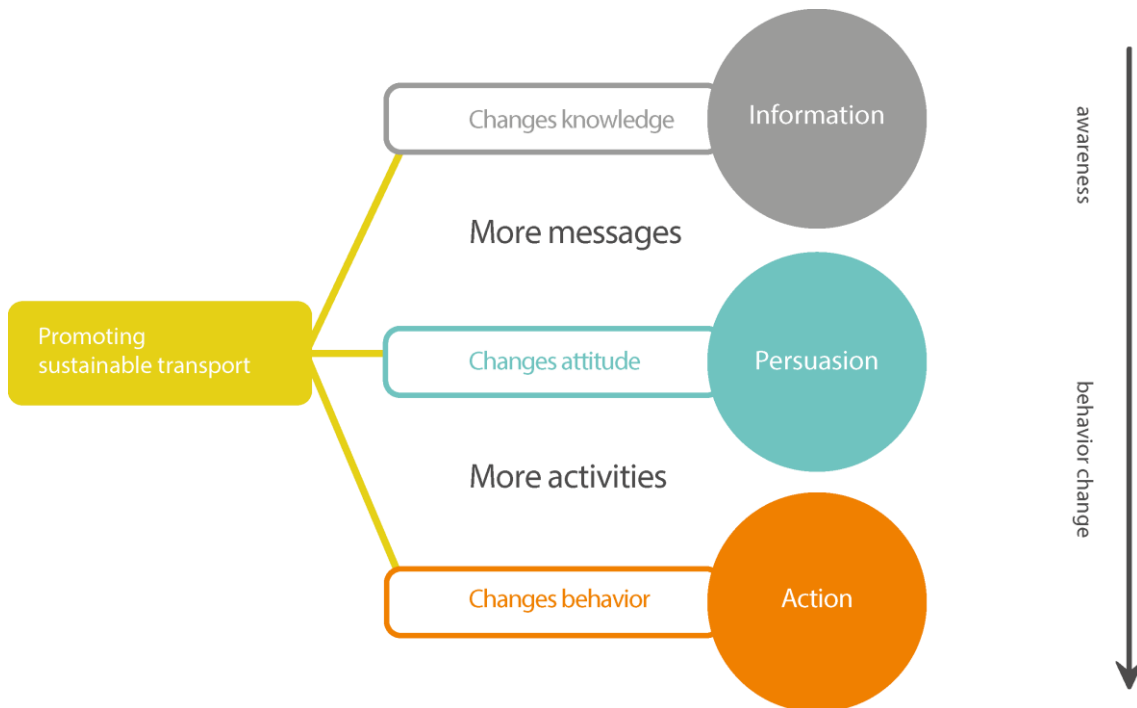 Changes knowledge
Information
awareness
More messages
Promoting
sustainable transport
Changes attitude
Persuasion
behavior change
More activities
Changes behavior
Action